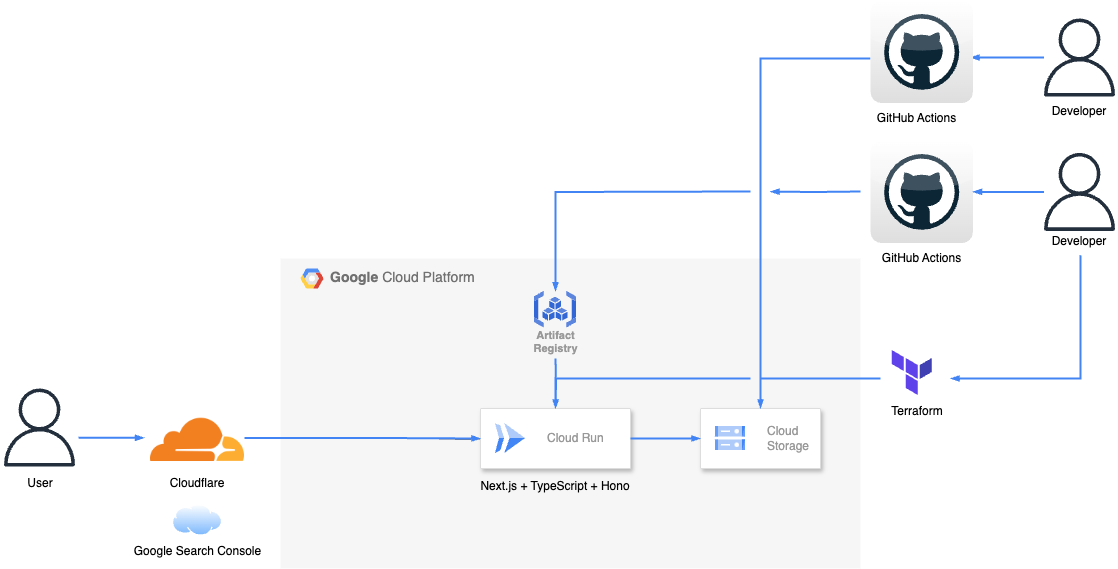 GitHub Actions
Developer
GitHub Actions
Developer
Google Cloud Platform
Artifact
Registry
Terraform
Cloud Run
Cloud
Storage
Next.js + TypeScript + Hono
User
Cloudflare
Google Search Console